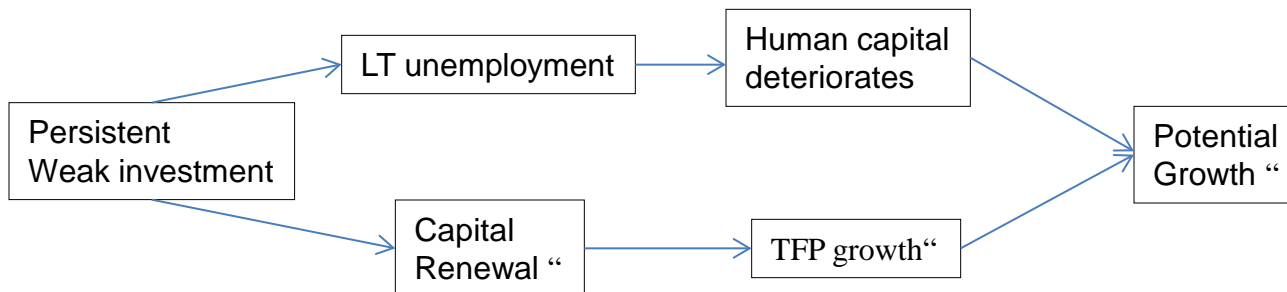 LT unemployment
Human capital
deteriorates
Persistent
Weak investment
Potential
Growth “
Capital
Renewal “
TFP growth“